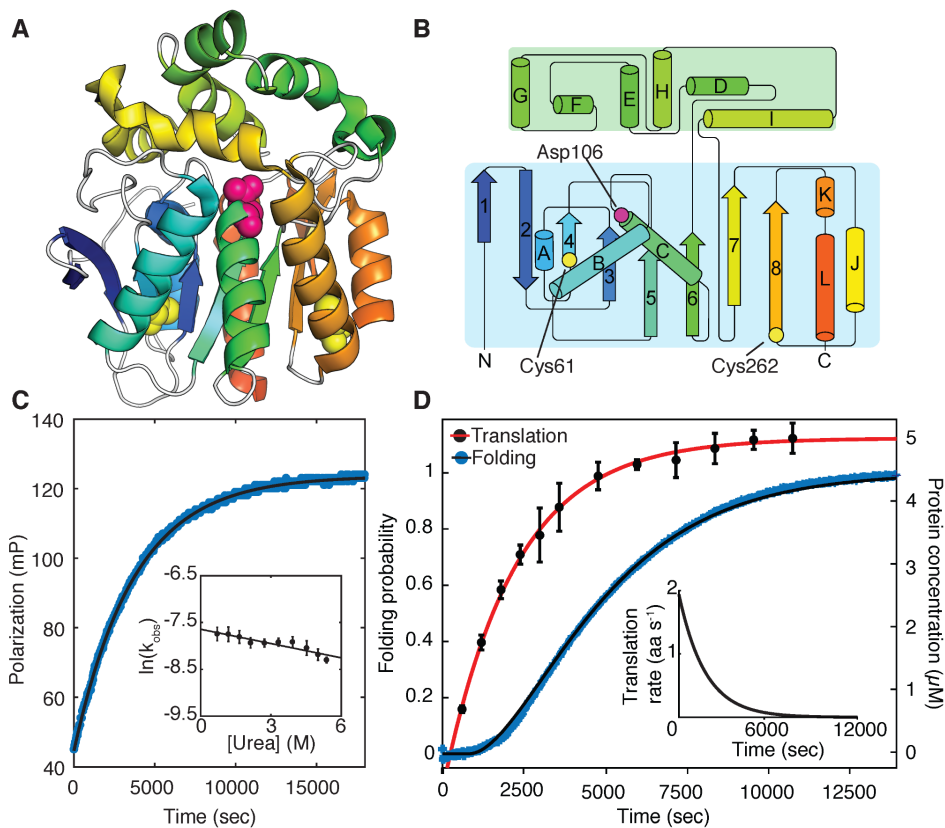 A
B
G
F
E
H
D
I
Asp106
1
2
A
4
B
3
C
5
6
7
8
K
L
J
N
Cys61
Cys262
C
C
140
120
100
80
60
40
Polarization (mP)
0
5000
10000
15000
Time (sec)
-6.5
-7.5
-8.5
-9.5
ln(kobs)
0
3
6
[Urea] (M)
D
Translation
Folding
1
0.8
0.6
0.4
0.2
0
Folding probability
5
4
3
2
1
0
Protein concentration (µM)
0
2500
5000
7500
10000
12500
Time (sec)
2
1
Translation
rate (aa s-1)
0
6000
12000
Time (sec)